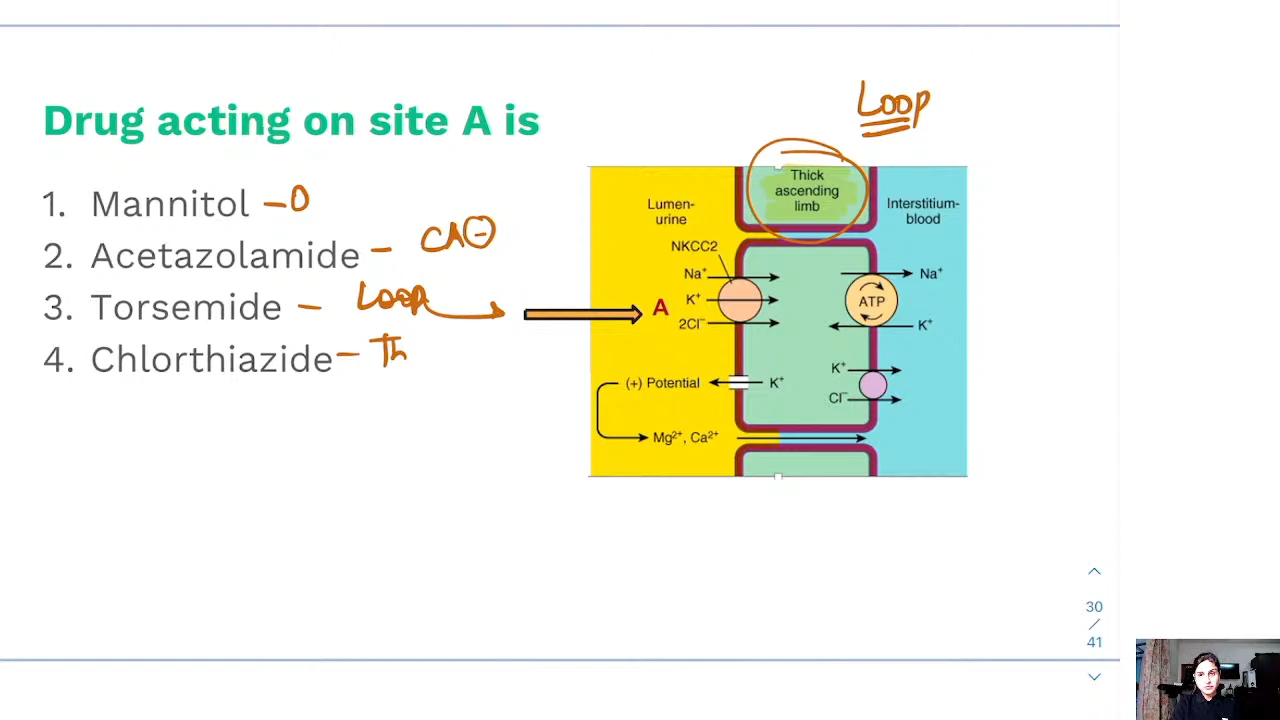 Loop
Drug acting on site A is
1. Mannitol - O
2. Acetazolamide - CA⊖
3. Torsemide - Loop
4. Chlorthiazide - Th
Thick
ascending
limb
Lumen-
urine
Interstitium-
blood
NKCC2
Na⁺
K⁺
2Cl⁻
A
ATP
Na⁺
K⁺
K⁺
Cl⁻
(+) Potential
K⁺
Mg²⁺, Ca²⁺
30
/
41